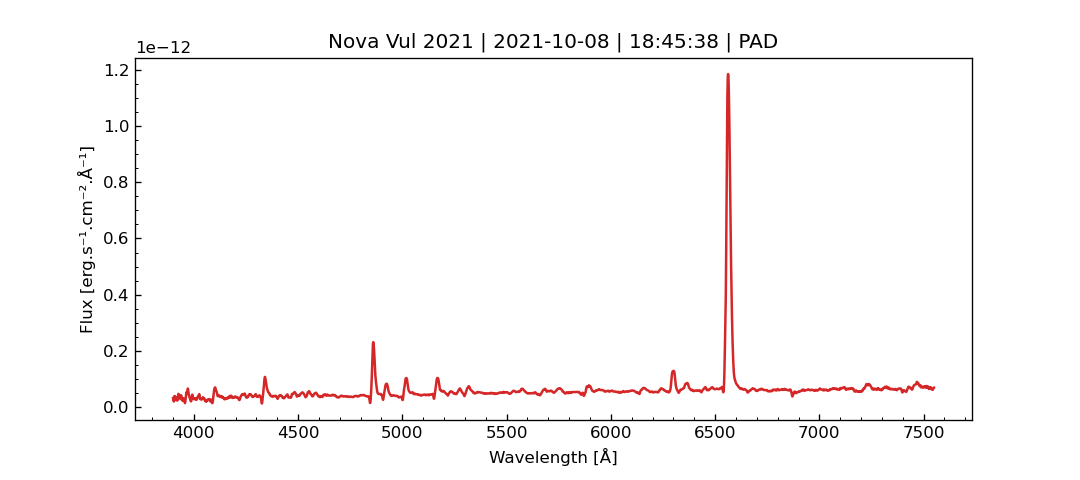 Nova Vul 2021 | 2021-10-08 | 18:45:38 | PAD
1e−12
1.2
1.0
0.8
0.6
0.4
0.2
0.0
Flux [erg.s⁻¹.cm⁻².Å⁻¹]
4000 4500 5000 5500 6000 6500 7000 7500
Wavelength [Å]